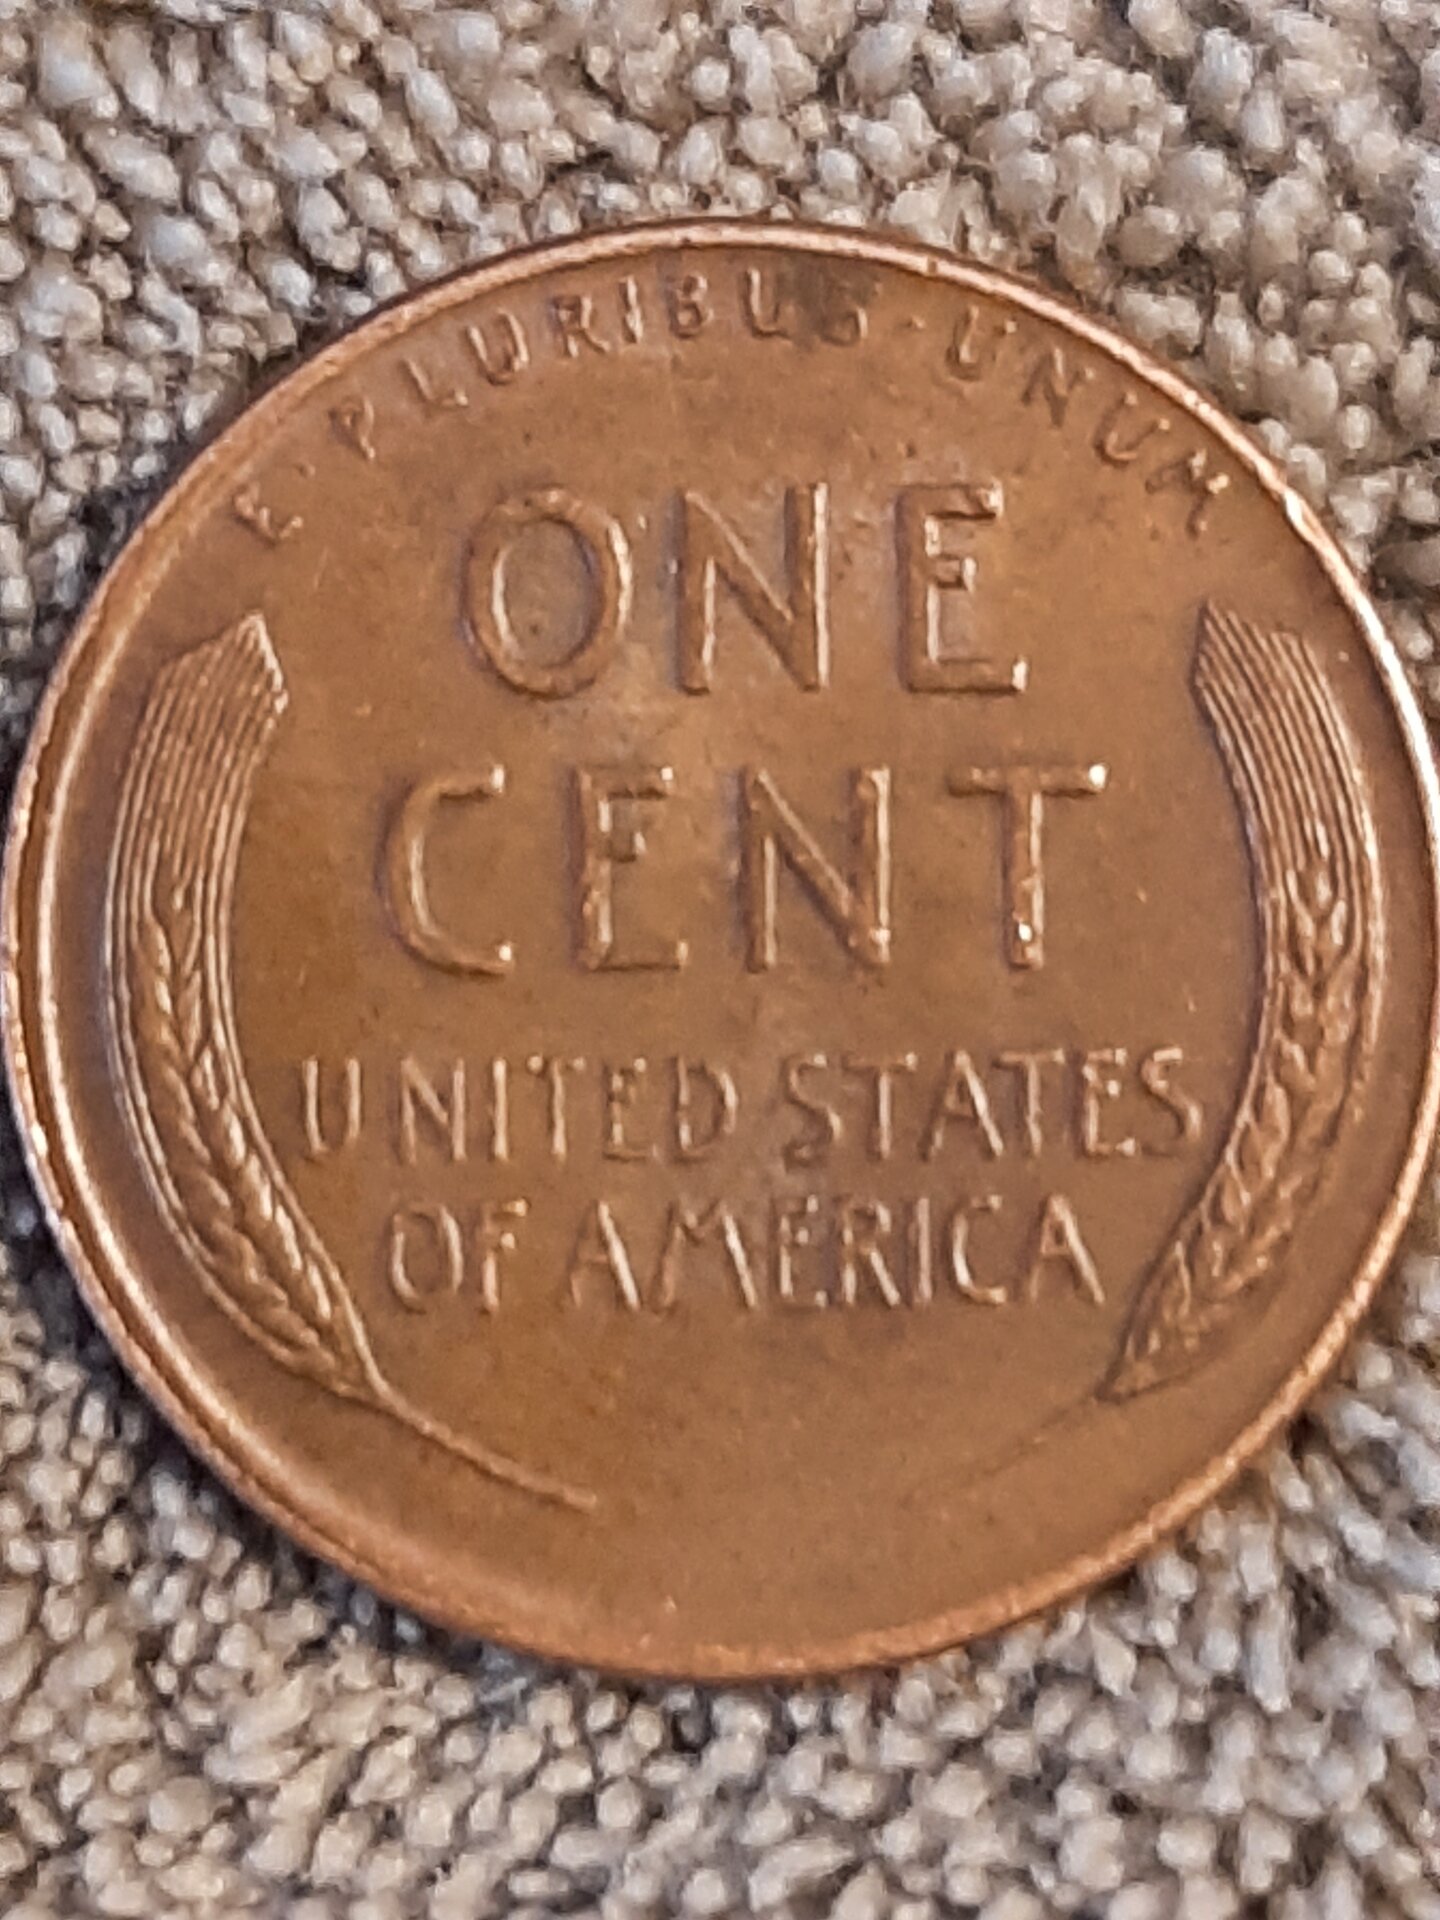 E·PLURIBUS·UNUM
ONE
CENT
UNITED STATES
OF AMERICA